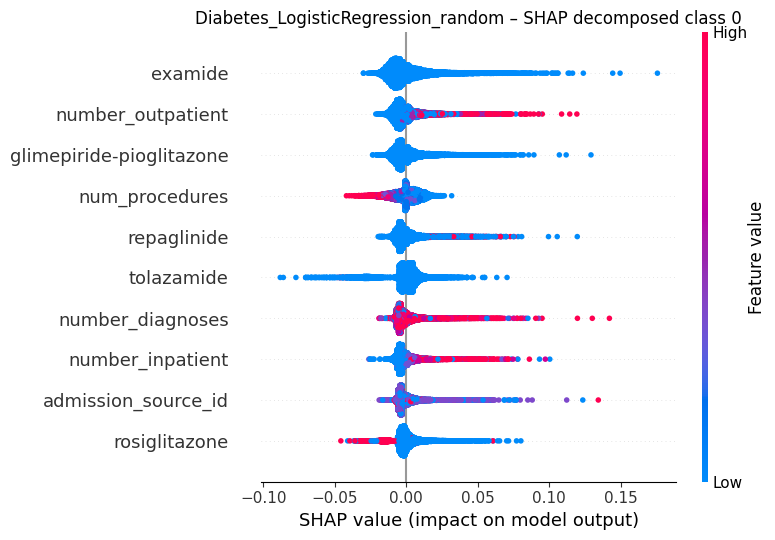 Diabetes_LogisticRegression_random – SHAP decomposed class 0
High
examide
number_outpatient
glimepiride-pioglitazone
num_procedures
repaglinide
tolazamide
number_diagnoses
number_inpatient
admission_source_id
rosiglitazone
Feature value
Low
−0.10 −0.05 0.00 0.05 0.10 0.15
SHAP value (impact on model output)